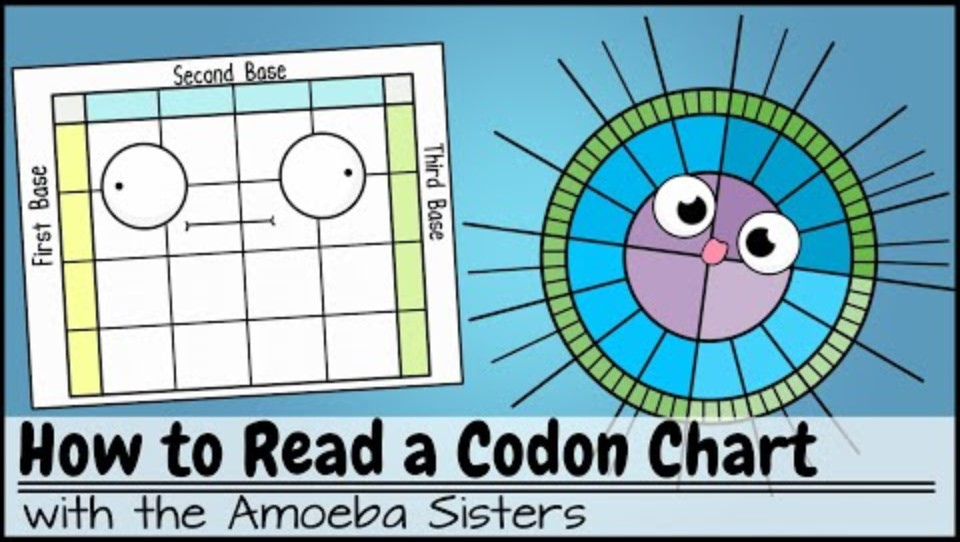 Second Base
First Base
Third Base
How to Read a Codon Chart
with the Amoeba Sisters